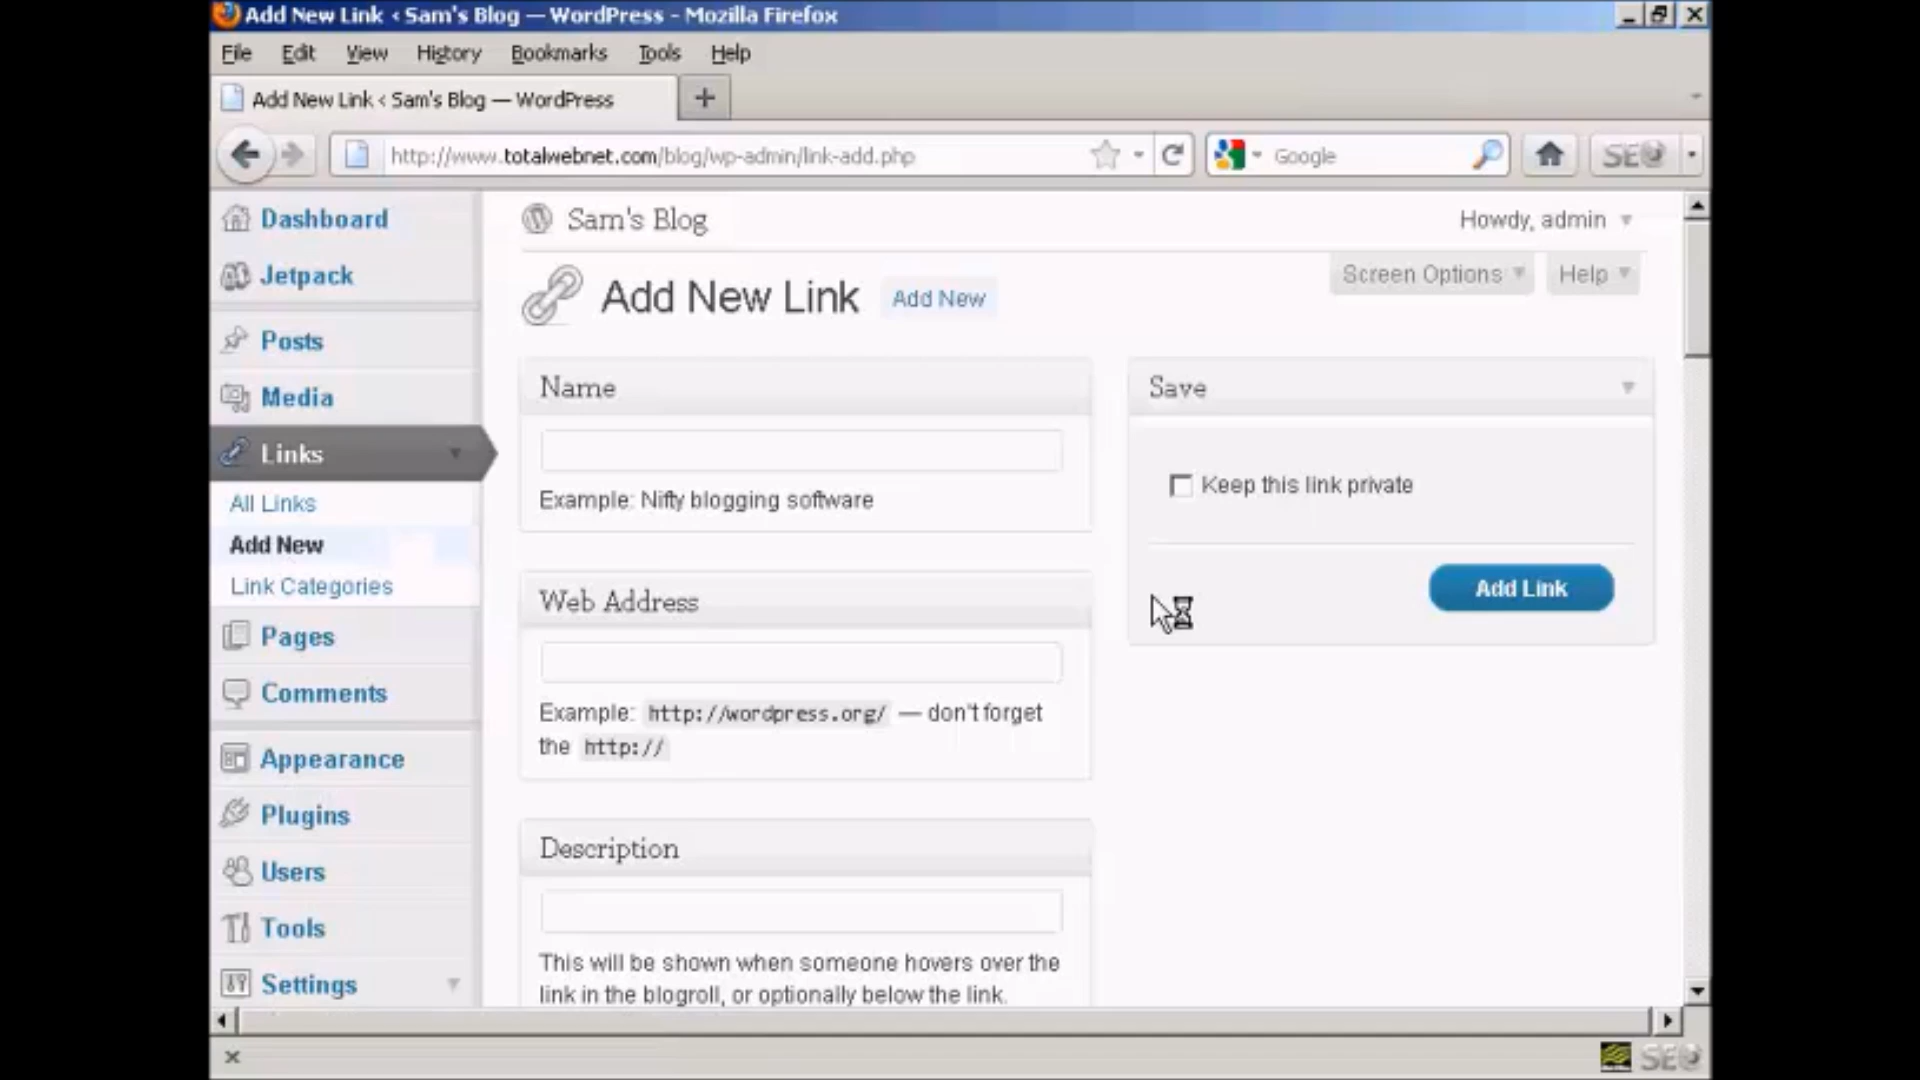 Add New Link ‹ Sam's Blog — WordPress - Mozilla Firefox
File Edit View History Bookmarks Tools Help
Add New Link ‹ Sam's Blog — WordPress
http://www.totalwebnet.com/blog/wp-admin/link-add.php
Google
SEO
Dashboard
Jetpack
Posts
Media
Links
All Links
Add New
Link Categories
Pages
Comments
Appearance
Plugins
Users
Tools
Settings
Sam's Blog
Howdy, admin
Screen Options
Help
Add New Link
Add New
Name
Example: Nifty blogging software
Web Address
Example: http://wordpress.org/ — don't forget
the http://
Description
This will be shown when someone hovers over the
link in the blogroll, or optionally below the link.
Save
Keep this link private
Add Link
SEO